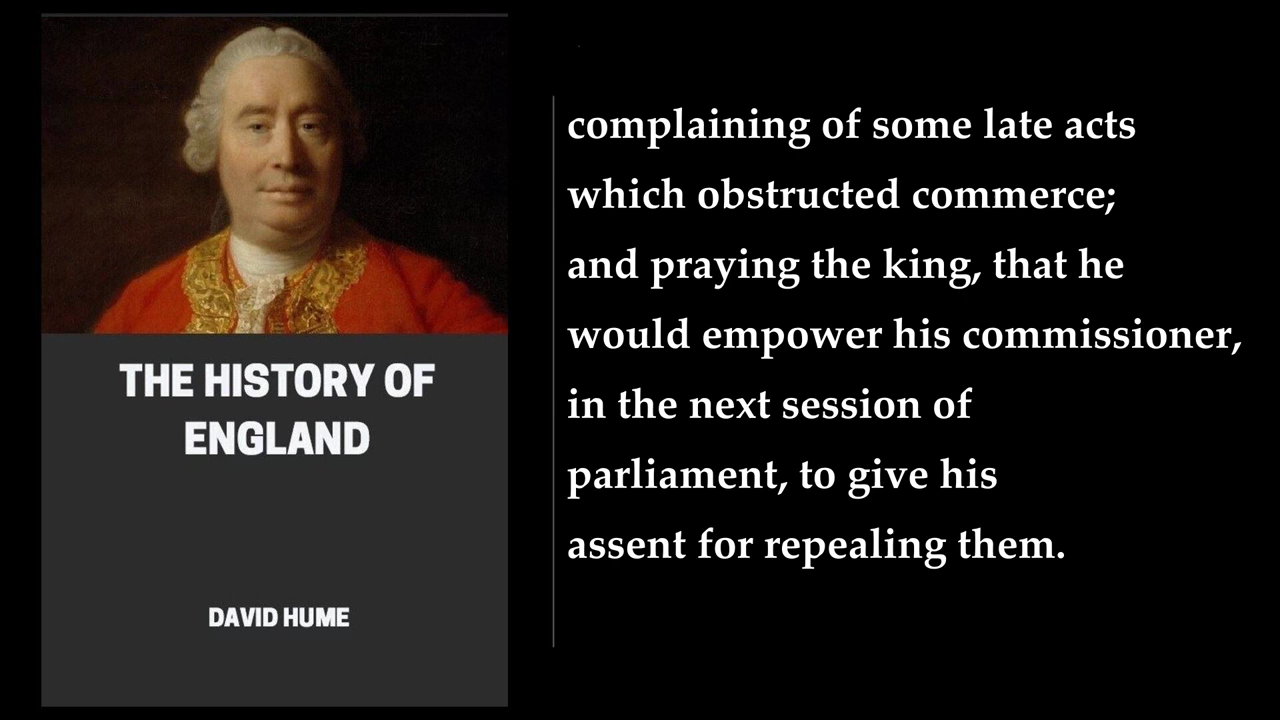 THE HISTORY OF
ENGLAND
DAVID HUME
complaining of some late acts
which obstructed commerce;
and praying the king, that he
would empower his commissioner,
in the next session of
parliament, to give his
assent for repealing them.